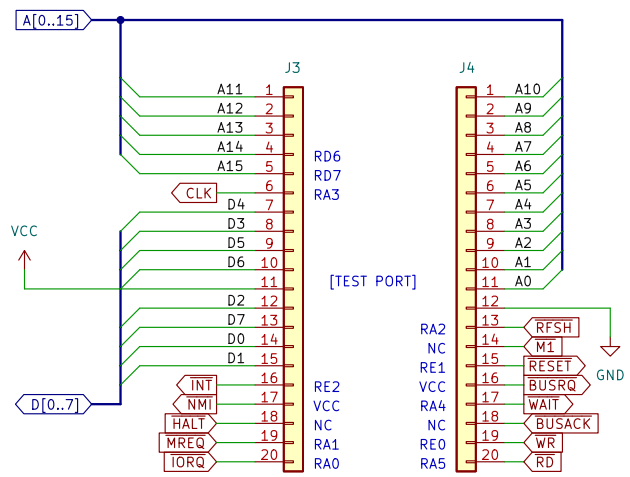 A[0..15]
J3
J4
A11 1
A12 2
A13 3
A14 4
A15 5
CLK 6
D4 7
D3 8
D5 9
D6 10
11
D2 12
D7 13
D0 14
D1 15
INT 16
NMI 17
HALT 18
MREQ 19
IORQ 20
RD6
RD7
RA3
RE2
VCC
NC
RA1
RA0
VCC
D[0..7]
[TEST PORT]
1 A10
2 A9
3 A8
4 A7
5 A6
6 A5
7 A4
8 A3
9 A2
10 A1
11 A0
12
RA2 13 RFSH
NC 14 M1
RE1 15 RESET
VCC 16 BUSRQ
RA4 17 WAIT
NC 18 BUSACK
RE0 19 WR
RA5 20 RD
GND